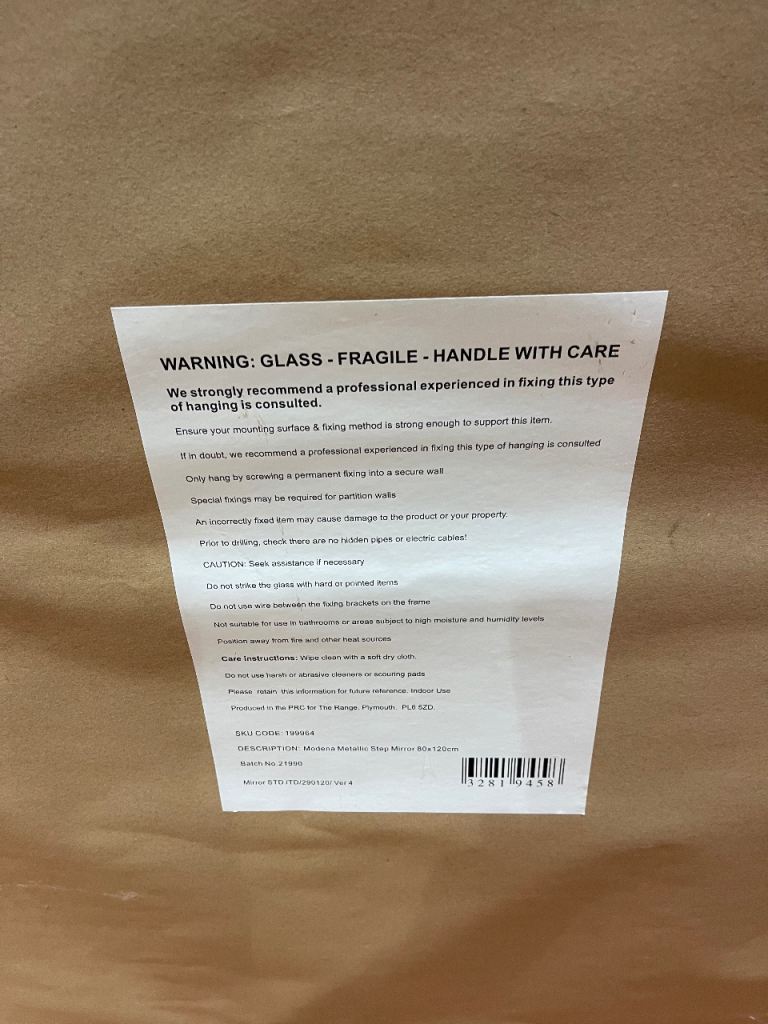 WARNING: GLASS - FRAGILE - HANDLE WITH CARE
We strongly recommend a professional experienced in fixing this type
of hanging is consulted.
Ensure your mounting surface & fixing method is strong enough to support this item.
If in doubt, we recommend a professional experienced in fixing this type of hanging is consulted
Only hang by screwing a permanent fixing into a secure wall
Special fixings may be required for partition walls
An incorrectly fixed item may cause damage to the product or your property.
Prior to drilling, check there are no hidden pipes or electric cables!
CAUTION: Seek assistance if necessary
Do not strike the glass with hard or pointed items
Do not use wire between the fixing brackets on the frame
Not suitable for use in bathrooms or areas subject to high moisture and humidity levels
Position away from fire and other heat sources
Care instructions: Wipe clean with a soft dry cloth.
Do not use harsh or abrasive cleaners or scouring pads
Please retain this information for future reference. Indoor Use
Produced in the PRC for The Range. Plymouth. PL6 5ZD.
SKU CODE: 199964
DESCRIPTION: Modena Metallic Step Mirror 80x120cm
Batch No 21990
Mirror STD /TD/290120/ Ver 4
3281 9458